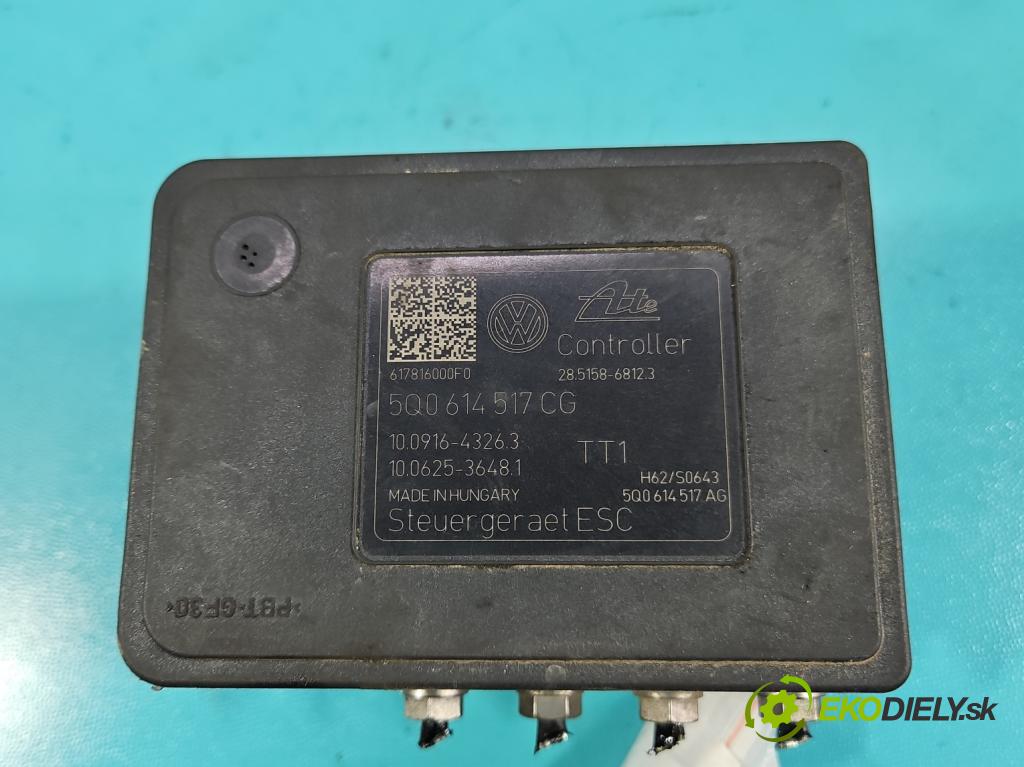 Ate
Controller
617816000F0
28.5158-6812.3
5Q0 614 517 CG
10.0916-4326.3
10.0625-3648.1
TT1
H62/S0643
MADE IN HUNGARY
5Q0 614 517 AG
Steuergeraet ESC
>PBT-GF30<
EKODIELY.sk